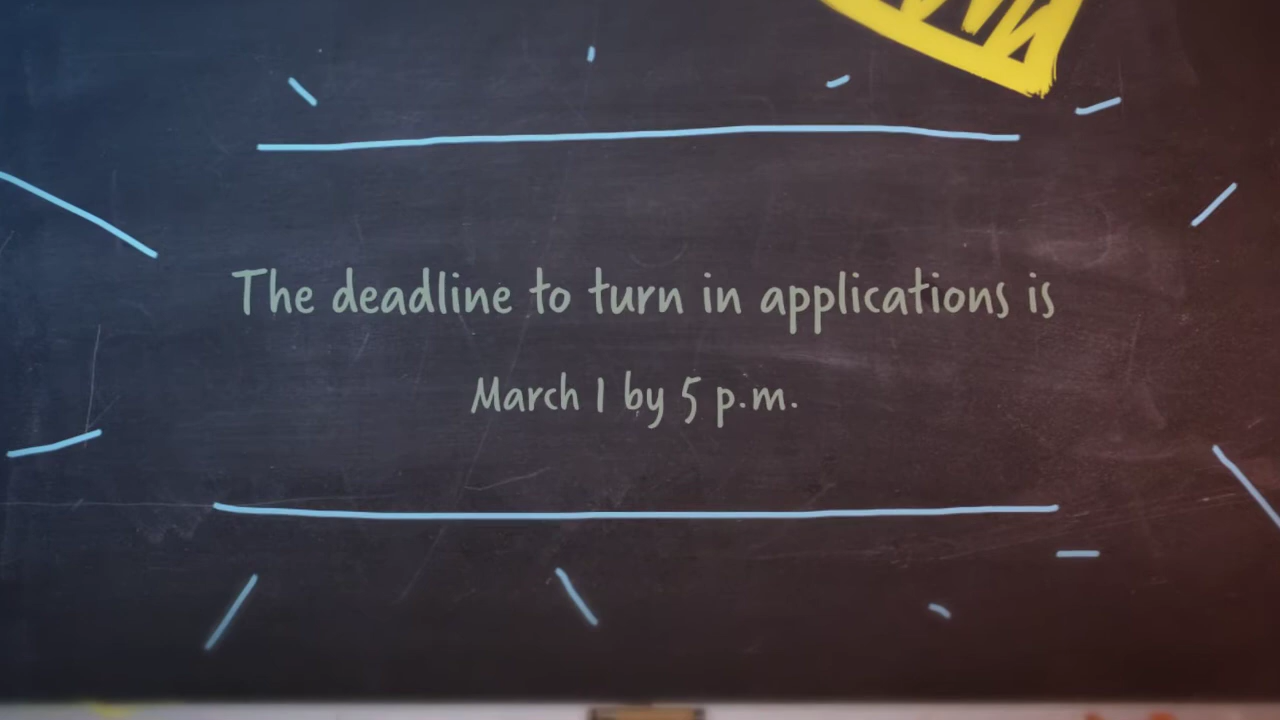 The deadline to turn in applications is
March 1 by 5 p.m.